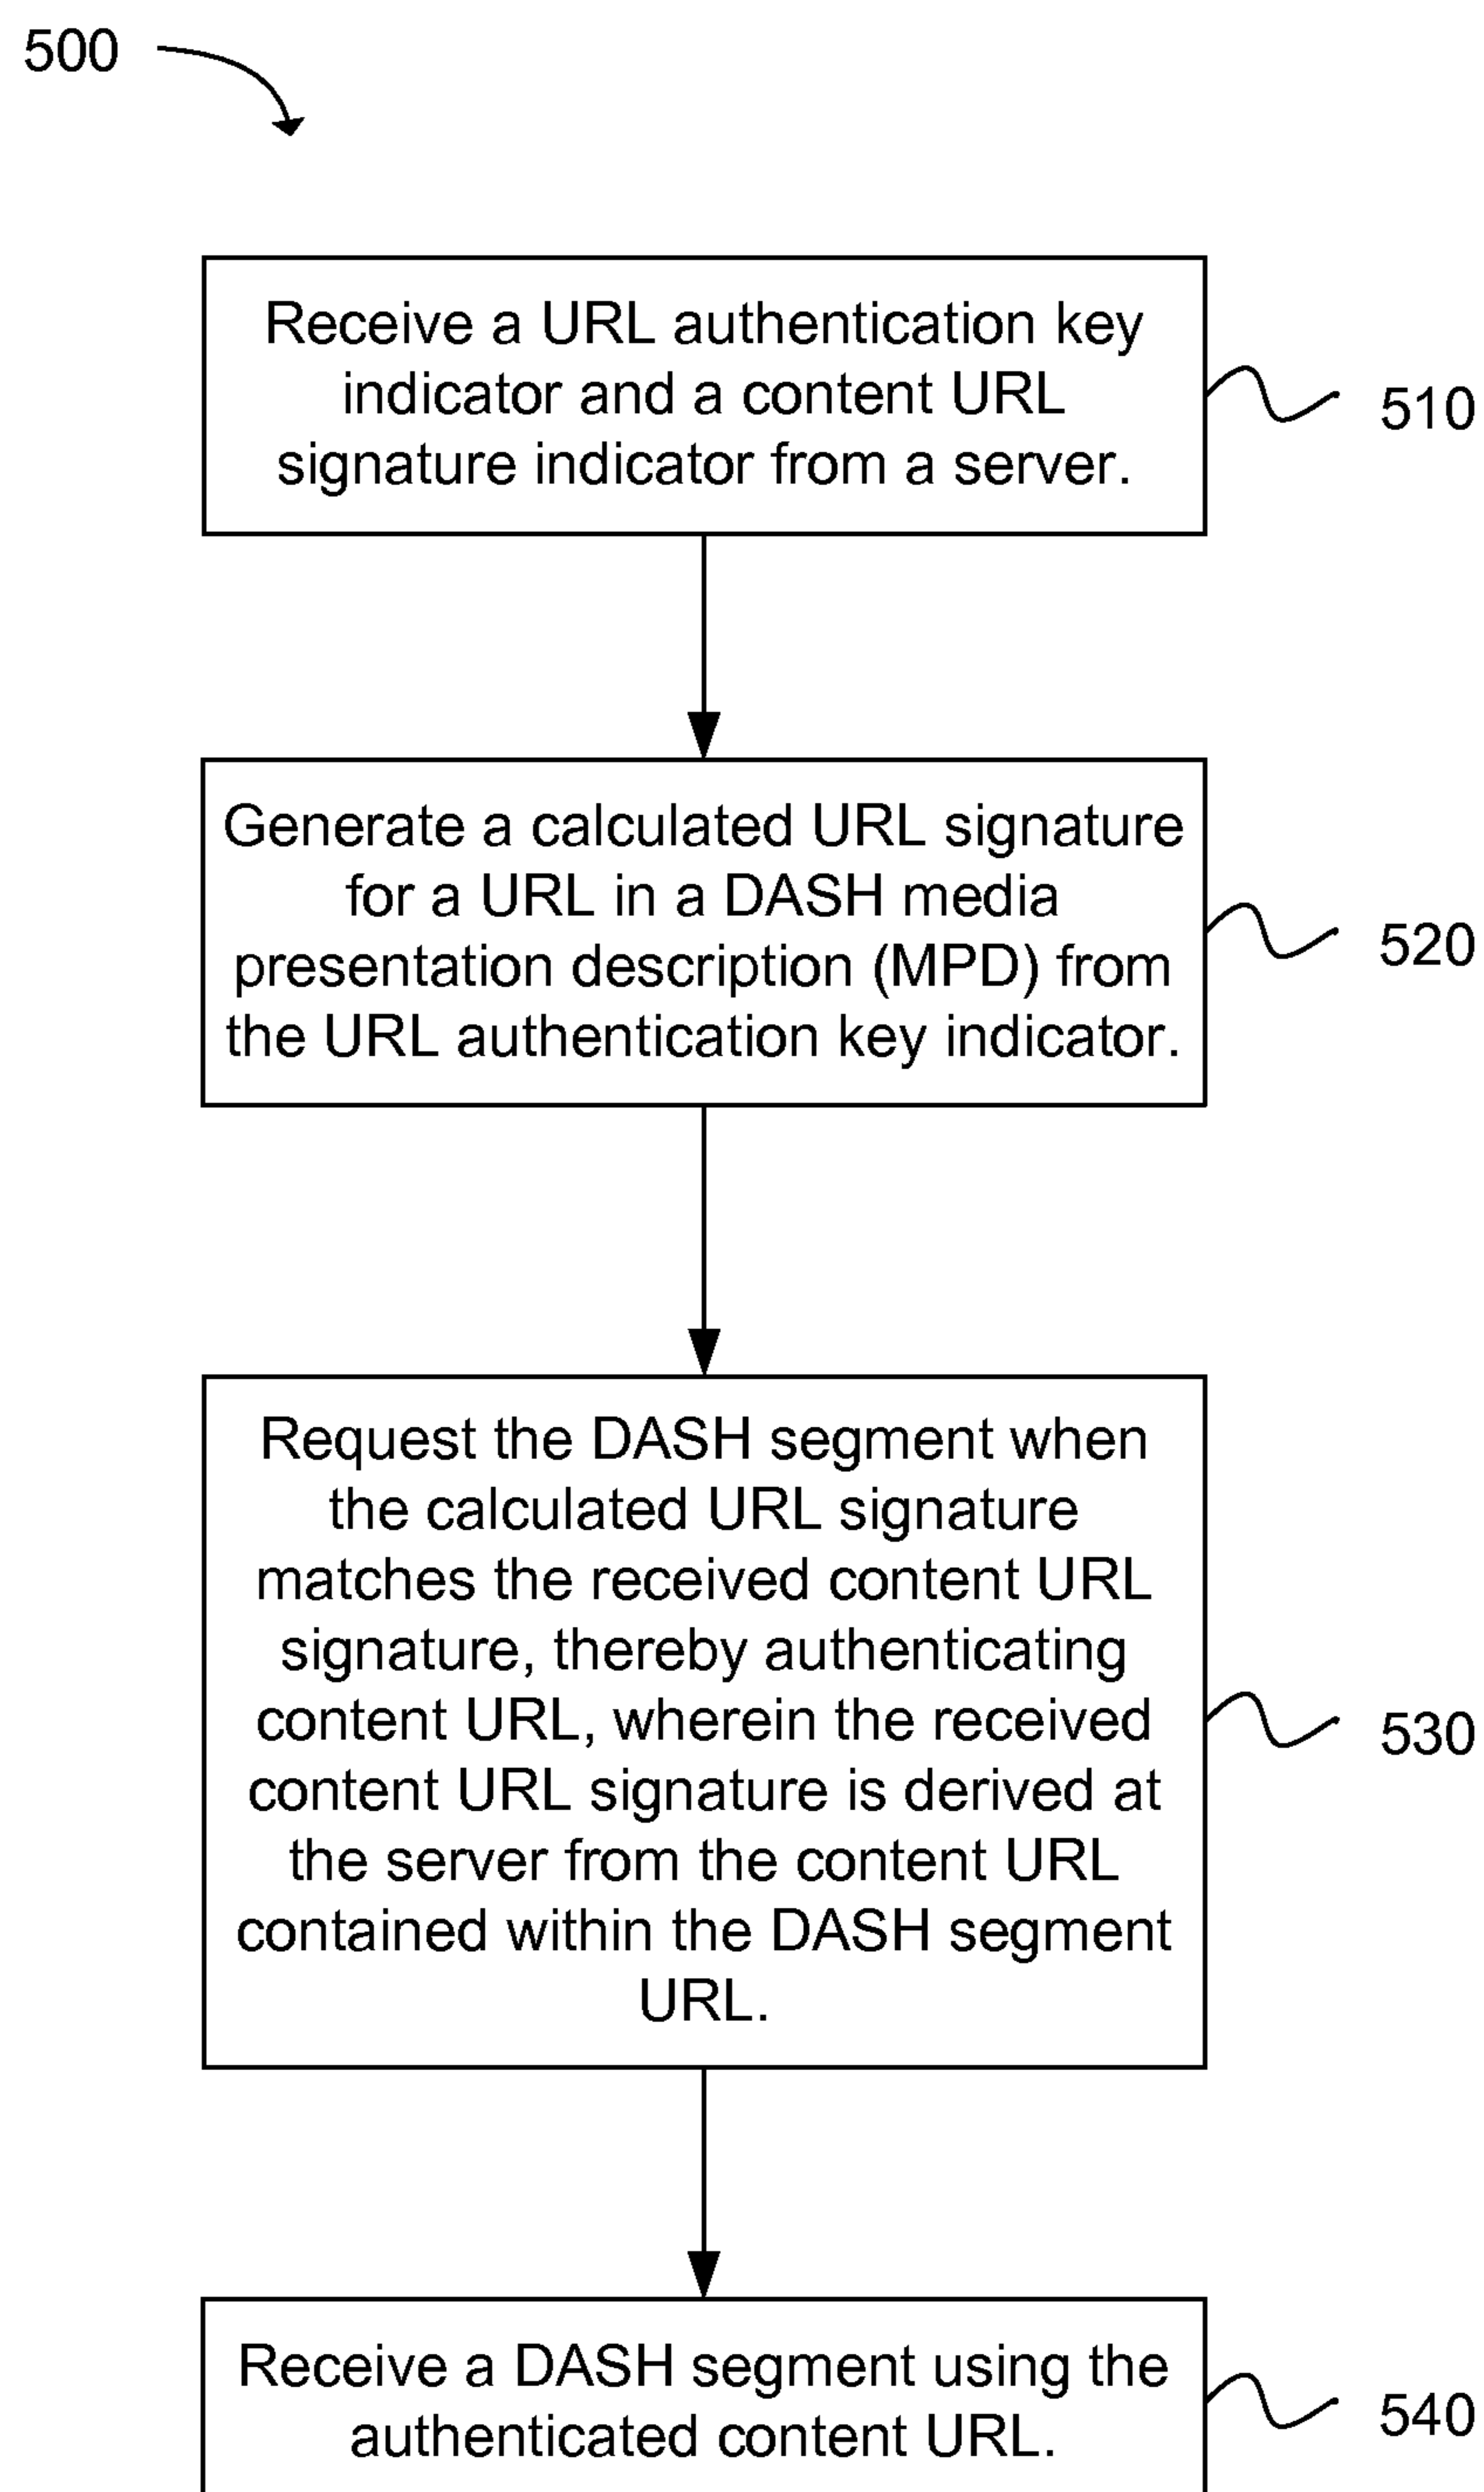 500
Receive a URL authentication key
indicator and a content URL
signature indicator from a server.
510
Generate a calculated URL signature
for a URL in a DASH media
presentation description (MPD) from
the URL authentication key indicator.
520
Request the DASH segment when
the calculated URL signature
matches the received content URL
signature, thereby authenticating
content URL, wherein the received
content URL signature is derived at
the server from the content URL
contained within the DASH segment
URL.
530
Receive a DASH segment using the
authenticated content URL.
540